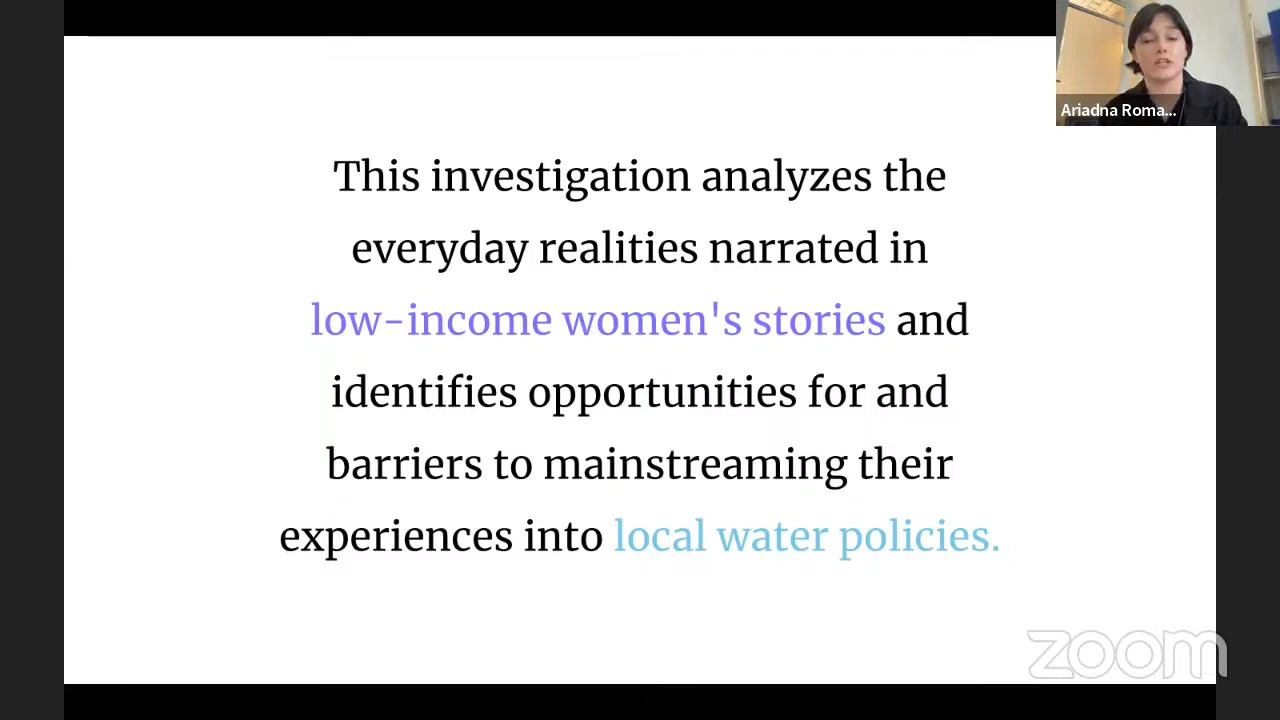 Ariadna Roma...
This investigation analyzes the
everyday realities narrated in
low-income women's stories and
identifies opportunities for and
barriers to mainstreaming their
experiences into local water policies.
zoom